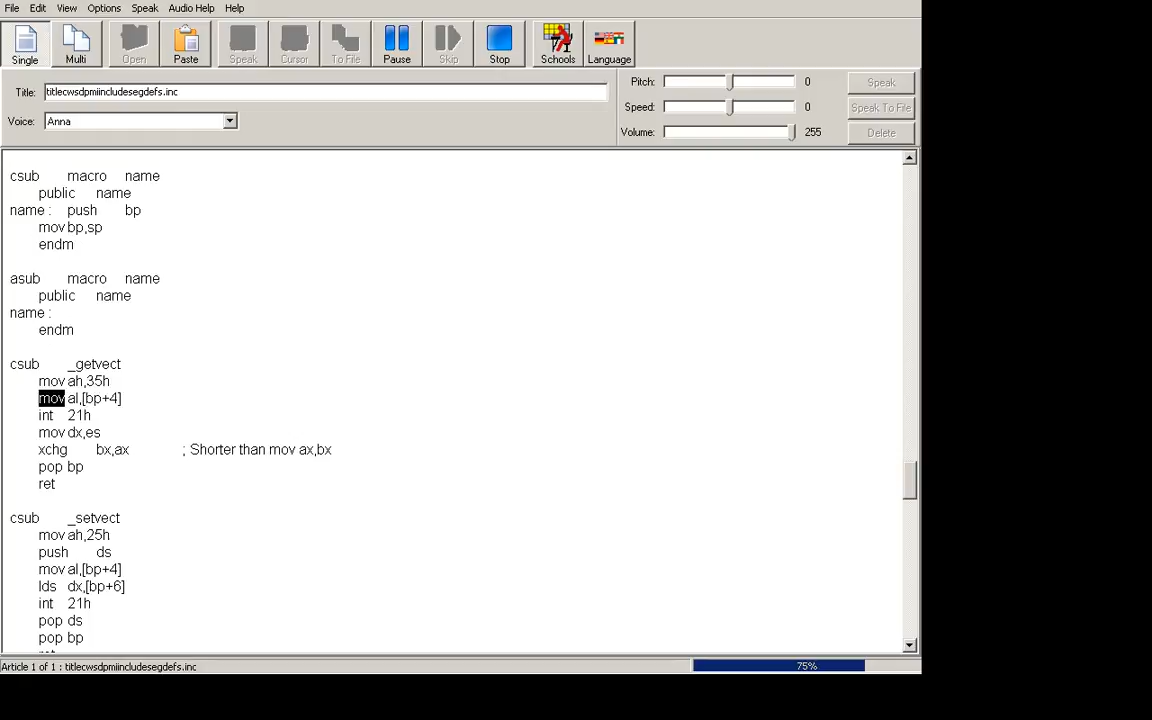 File Edit View Options Speak Audio Help Help
Single Multi Open Paste Speak Cursor To File Pause Skip Stop Schools Language
Title: titlecwsdpmiincludesegdefs.inc
Voice: Anna
Pitch: 0 Speak
Speed: 0 Speak To File
Volume: 255 Delete
csub macro name
public name
name : push bp
mov bp,sp
endm
asub macro name
public name
name :
endm
csub _getvect
mov ah,35h
mov al,[bp+4]
int 21h
mov dx,es
xchg bx,ax ; Shorter than mov ax,bx
pop bp
ret
csub _setvect
mov ah,25h
push ds
mov al,[bp+4]
lds dx,[bp+6]
int 21h
pop ds
pop bp
Article 1 of 1 : titlecwsdpmiincludesegdefs.inc 75%